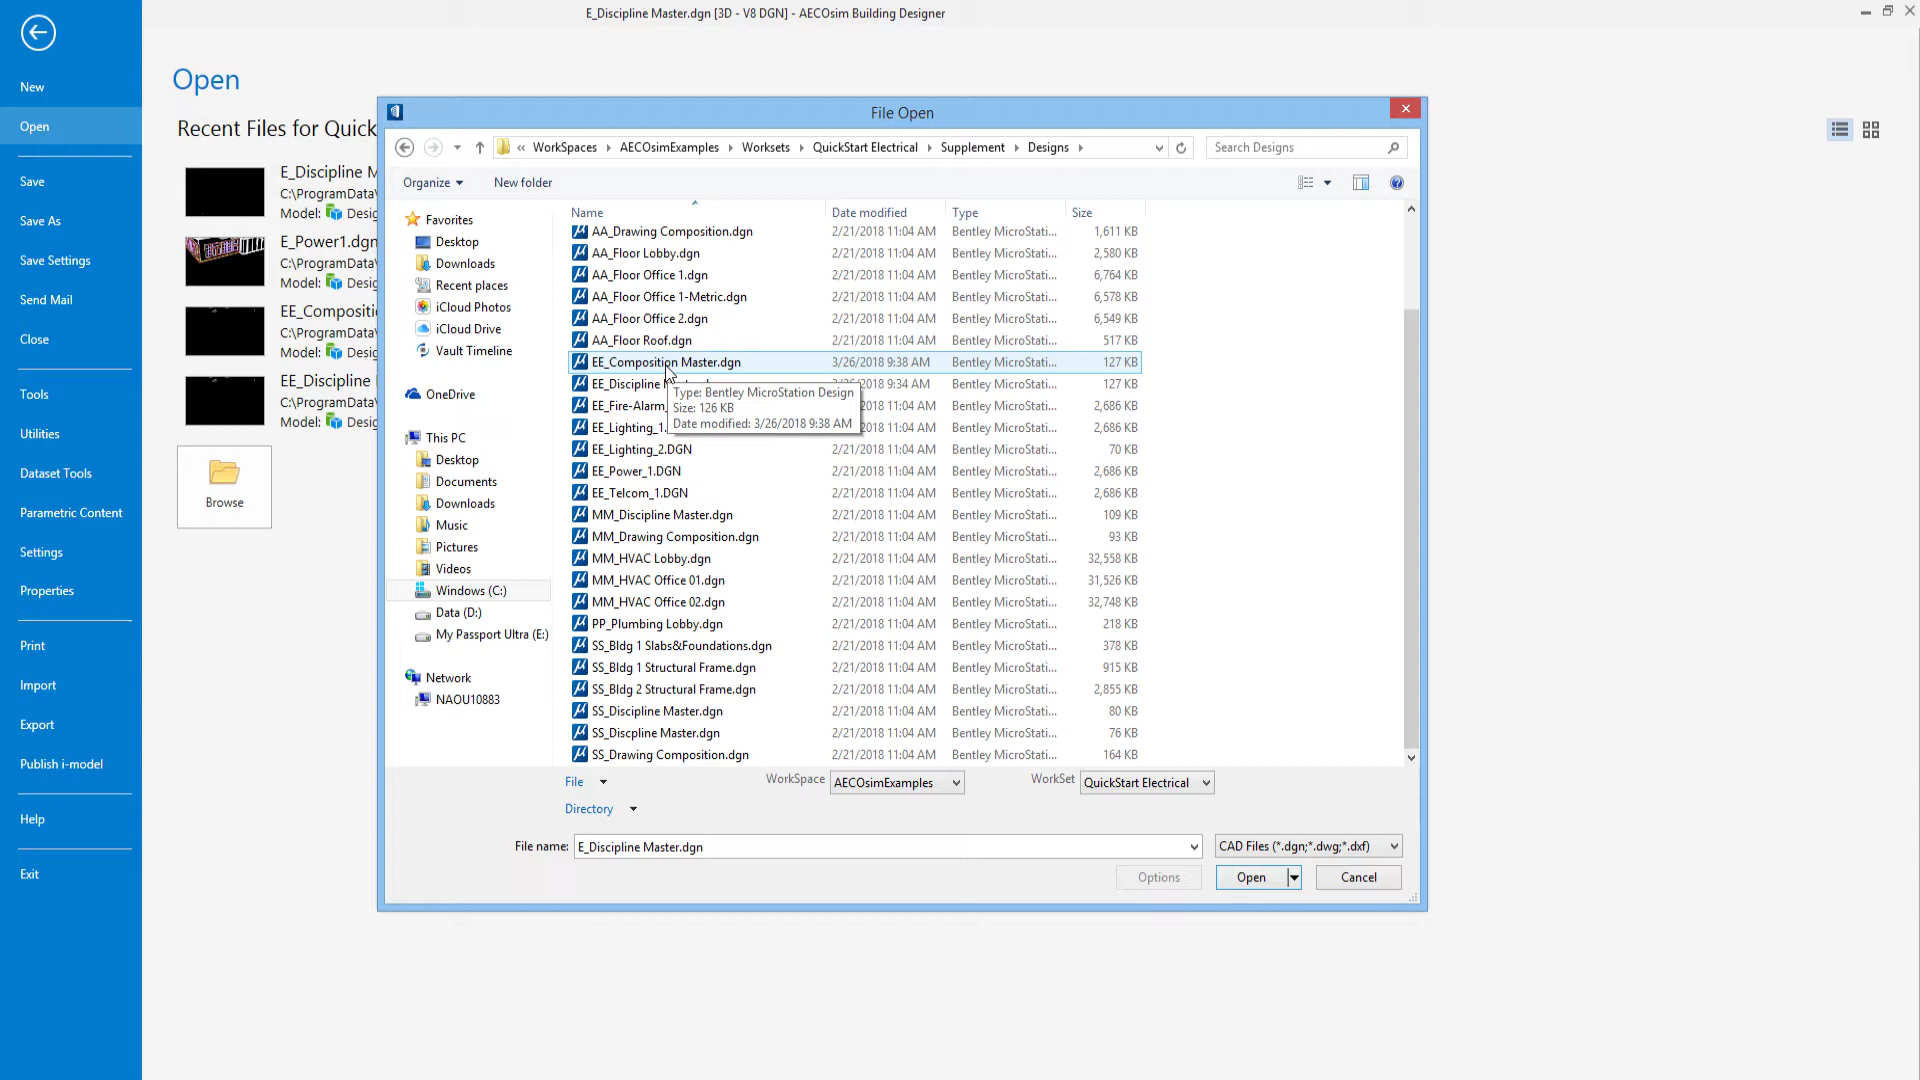 E_Discipline Master.dgn [3D - V8 DGN] - AECOsim Building Designer
New
Open
Save
Save As
Save Settings
Send Mail
Close
Tools
Utilities
Dataset Tools
Parametric Content
Settings
Properties
Print
Import
Export
Publish i-model
Help
Exit
Open
Recent Files for Quick
E_Discipline M
C:\ProgramData\
Model: Desig
E_Power1.dgn
C:\ProgramData\
Model: Desig
EE_Compositi
C:\ProgramData\
Model: Desig
EE_Discipline
C:\ProgramData\
Model: Desig
Browse
File Open
« WorkSpaces AECOsimExamples Worksets QuickStart Electrical Supplement Designs
Search Designs
Organize New folder
Favorites
Desktop
Downloads
Recent places
iCloud Photos
iCloud Drive
Vault Timeline
OneDrive
This PC
Desktop
Documents
Downloads
Music
Pictures
Videos
Windows (C:)
Data (D:)
My Passport Ultra (E:)
Network
NAOU10883
Name Date modified Type Size
AA_Drawing Composition.dgn 2/21/2018 11:04 AM Bentley MicroStati... 1,611 KB
AA_Floor Lobby.dgn 2/21/2018 11:04 AM Bentley MicroStati... 2,580 KB
AA_Floor Office 1.dgn 2/21/2018 11:04 AM Bentley MicroStati... 6,764 KB
AA_Floor Office 1-Metric.dgn 2/21/2018 11:04 AM Bentley MicroStati... 6,578 KB
AA_Floor Office 2.dgn 2/21/2018 11:04 AM Bentley MicroStati... 6,549 KB
AA_Floor Roof.dgn 2/21/2018 11:04 AM Bentley MicroStati... 517 KB
EE_Composition Master.dgn 3/26/2018 9:38 AM Bentley MicroStati... 127 KB
EE_Discipline 9:34 AM Bentley MicroStati... 127 KB
EE_Fire-Alarm_ 2/21/2018 11:04 AM Bentley MicroStati... 2,686 KB
EE_Lighting_1. 2/21/2018 11:04 AM Bentley MicroStati... 2,686 KB
Type: Bentley MicroStation Design
Size: 126 KB
Date modified: 3/26/2018 9:38 AM
EE_Lighting_2.DGN 2/21/2018 11:04 AM Bentley MicroStati... 70 KB
EE_Power_1.DGN 2/21/2018 11:04 AM Bentley MicroStati... 2,686 KB
EE_Telcom_1.DGN 2/21/2018 11:04 AM Bentley MicroStati... 2,686 KB
MM_Discipline Master.dgn 2/21/2018 11:04 AM Bentley MicroStati... 109 KB
MM_Drawing Composition.dgn 2/21/2018 11:04 AM Bentley MicroStati... 93 KB
MM_HVAC Lobby.dgn 2/21/2018 11:04 AM Bentley MicroStati... 32,558 KB
MM_HVAC Office 01.dgn 2/21/2018 11:04 AM Bentley MicroStati... 31,526 KB
MM_HVAC Office 02.dgn 2/21/2018 11:04 AM Bentley MicroStati... 32,748 KB
PP_Plumbing Lobby.dgn 2/21/2018 11:04 AM Bentley MicroStati... 218 KB
SS_Bldg 1 Slabs&Foundations.dgn 2/21/2018 11:04 AM Bentley MicroStati... 378 KB
SS_Bldg 1 Structural Frame.dgn 2/21/2018 11:04 AM Bentley MicroStati... 915 KB
SS_Bldg 2 Structural Frame.dgn 2/21/2018 11:04 AM Bentley MicroStati... 2,855 KB
SS_Discipline Master.dgn 2/21/2018 11:04 AM Bentley MicroStati... 80 KB
SS_Discpline Master.dgn 2/21/2018 11:04 AM Bentley MicroStati... 76 KB
SS_Drawing Composition.dgn 2/21/2018 11:04 AM Bentley MicroStati... 164 KB
File WorkSpace AECOsimExamples WorkSet QuickStart Electrical
Directory
File name: E_Discipline Master.dgn CAD Files (*.dgn;*.dwg;*.dxf)
Options Open Cancel